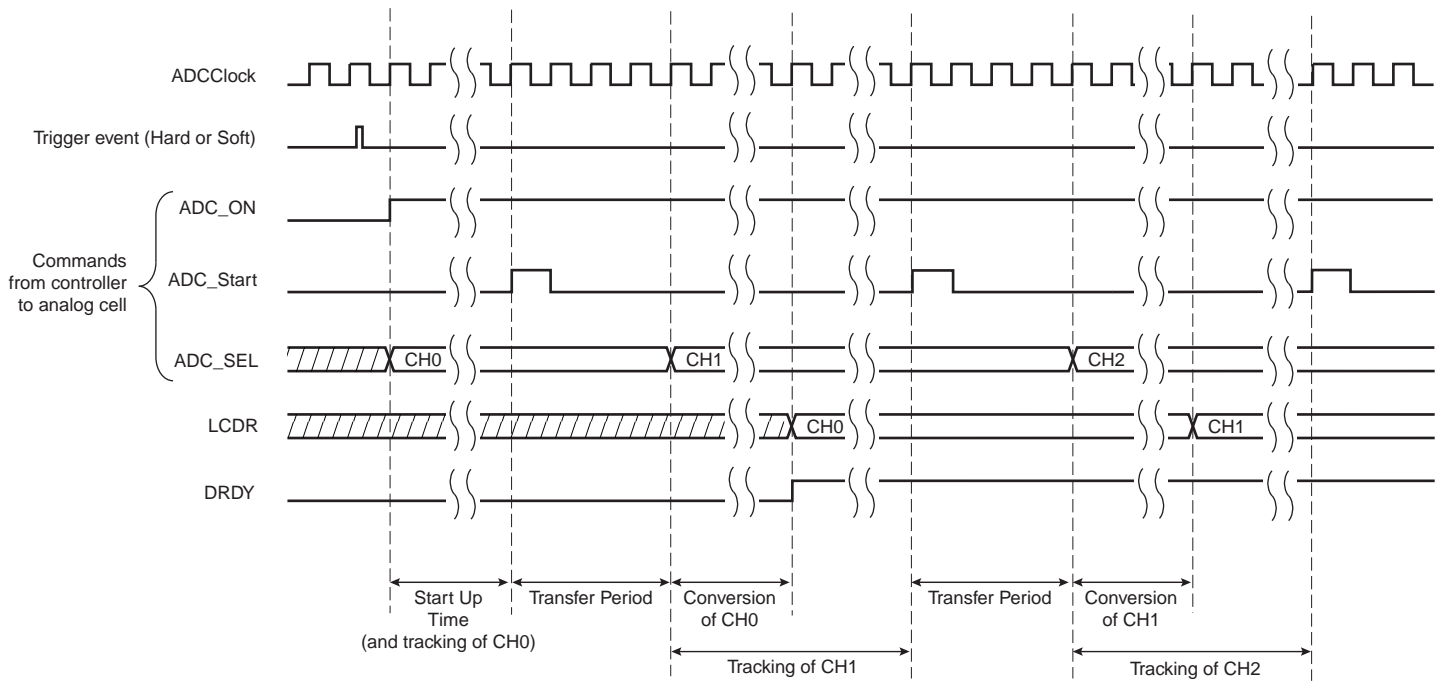 ADCClock
Trigger event (Hard or Soft)
ADC_ON
Commands
from controller
to analog cell
ADC_Start
ADC_SEL
CH0
CH1
CH2
LCDR
CH0
CH1
DRDY
Start Up
Time
(and tracking of CH0)
Transfer Period
Conversion
of CH0
Transfer Period
Conversion
of CH1
Tracking of CH1
Tracking of CH2